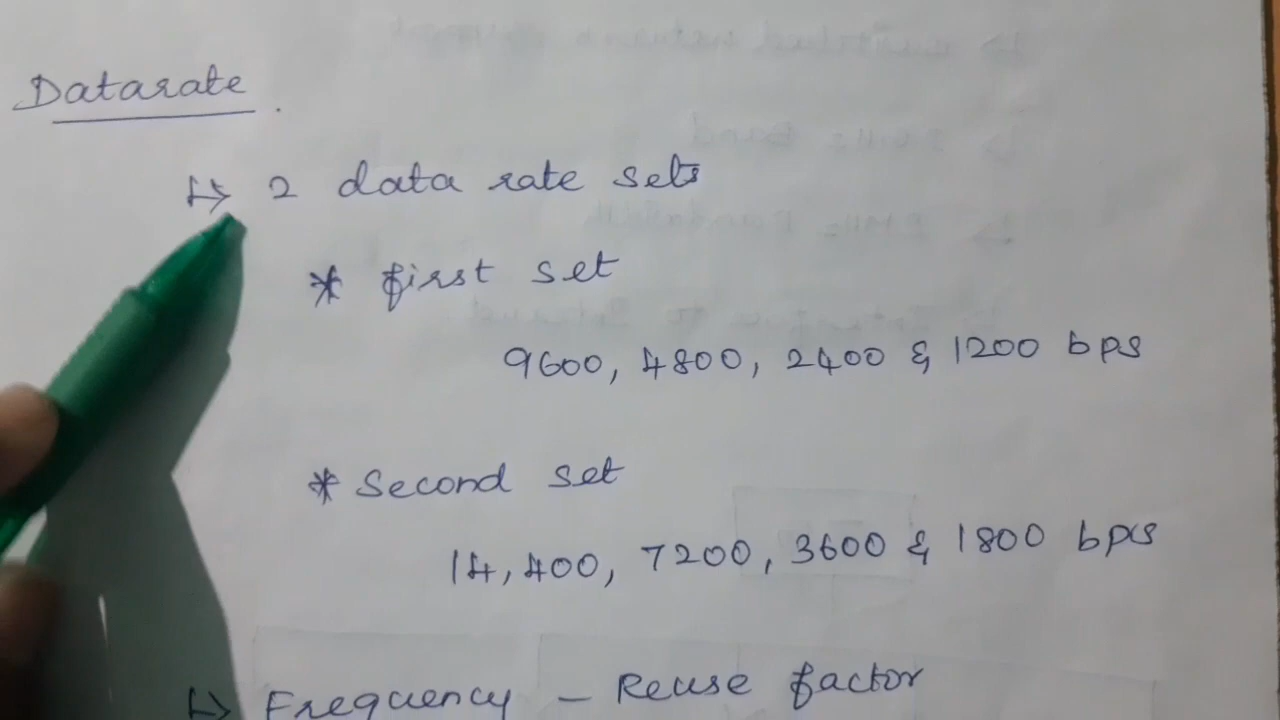 Datarate.
↳ 2 data rate sets
* first set
9600, 4800, 2400 & 1200 bps
* Second set
14,400, 7200, 3600 & 1800 bps
↳ Frequency - Reuse factor